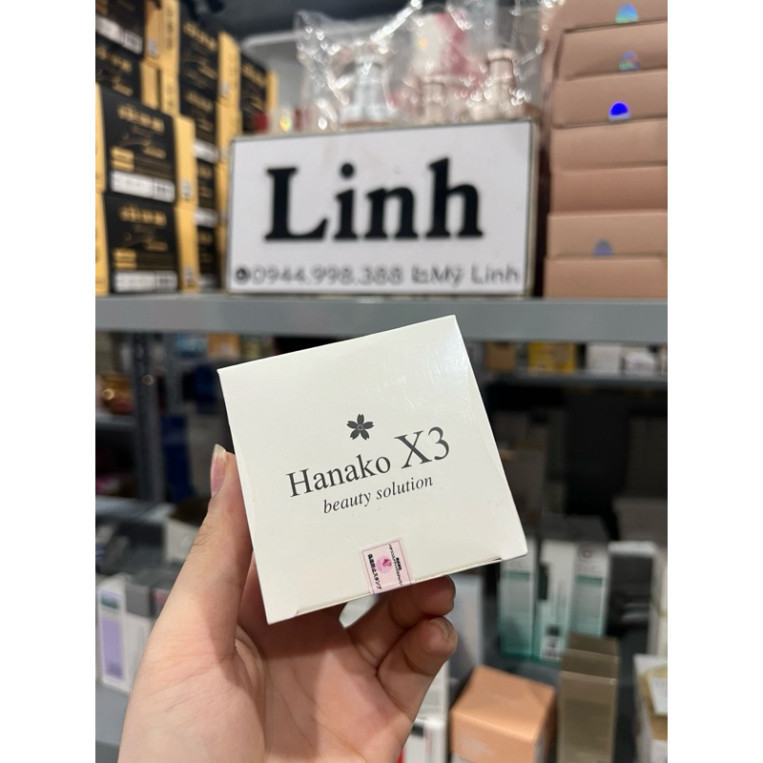 Linh
0944.998.388 Mỹ Linh
Hanako X3
beauty solution